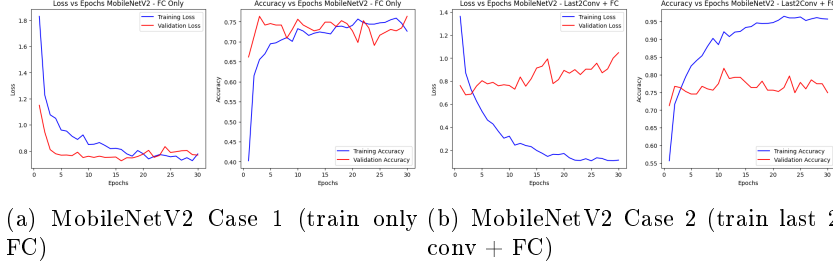 Loss vs Epochs MobileNetV2 - FC Only
Accuracy vs Epochs MobileNetV2 - FC Only
Loss vs Epochs MobileNetV2 - Last2Conv + FC
Accuracy vs Epochs MobileNetV2 - Last2Conv + FC
1.8
1.6
1.4
1.2
1.0
0.8
Loss
Training Loss
Validation Loss
0 5 10 15 20 25 30
Epochs
0.75
0.70
0.65
0.60
0.55
0.50
0.45
0.40
Accuracy
Training Accuracy
Validation Accuracy
0 5 10 15 20 25 30
Epochs
1.4
1.2
1.0
0.8
0.6
0.4
0.2
Loss
Training Loss
Validation Loss
0 5 10 15 20 25 30
Epochs
0.95
0.90
0.85
0.80
0.75
0.70
0.65
0.60
0.55
Accuracy
Training Accuracy
Validation Accuracy
0 5 10 15 20 25 30
Epochs
(a) MobileNetV2 Case 1 (train only
FC)
(b) MobileNetV2 Case 2 (train last 2
conv + FC)